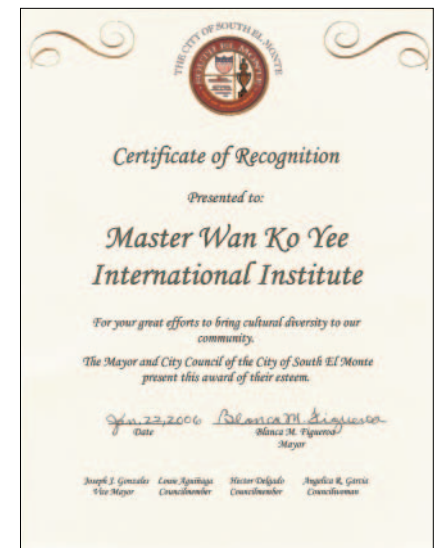 THE CITY OF SOUTH EL MONTE
SOUTH EL MONTE
Certificate of Recognition
Presented to:
Master Wan Ko Yee
International Institute
For your great efforts to bring cultural diversity to our
community.
The Mayor and City Council of the City of South El Monte
present this award of their esteem.
Jan. 22, 2006 Blanca M. Figueroa
Date Blanca M. Figueroa
Mayor
Joseph J. Gonzales Louie Aguiñaga Hector Delgado Angelica R. Garcia
Vice Mayor Councilmember Councilmember Councilwoman